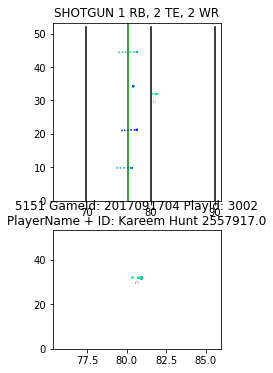 SHOTGUN 1 RB, 2 TE, 2 WR
50
40
30
20
10
0
70 80 90
5151 GameId: 2017091704 PlayId: 3002
PlayerName + ID: Kareem Hunt 2557917.0
40
20
0
77.5 80.0 82.5 85.0